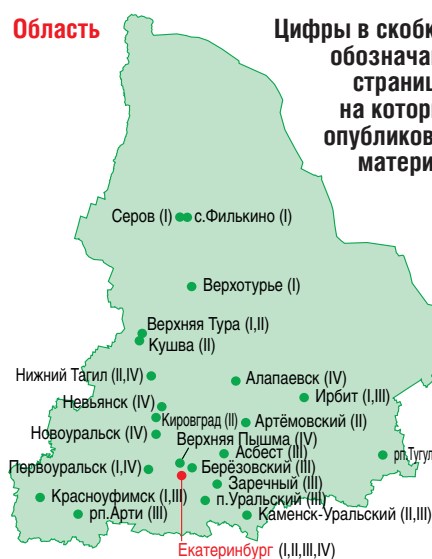 Область
Цифры в скобк
обозначаю
страниц
на котор
опубликов
матери
Серов (I)
с.Филькино (I)
Верхотурье (I)
Верхняя Тура (I,II)
Кушва (II)
Нижний Тагил (II,IV)
Алапаевск (IV)
Ирбит (I,III)
Невьянск (IV)
Кировград (II)
Артёмовский (II)
Новоуральск (IV)
Верхняя Пышма (IV)
Асбест (III)
рп.Тугул
Первоуральск (I,IV)
Берёзовский (III)
Заречный (III)
Красноуфимск (I,III)
п.Уральский (III)
рп.Арти (III)
Каменск-Уральский (II,III)
Екатеринбург (I,II,III,IV)